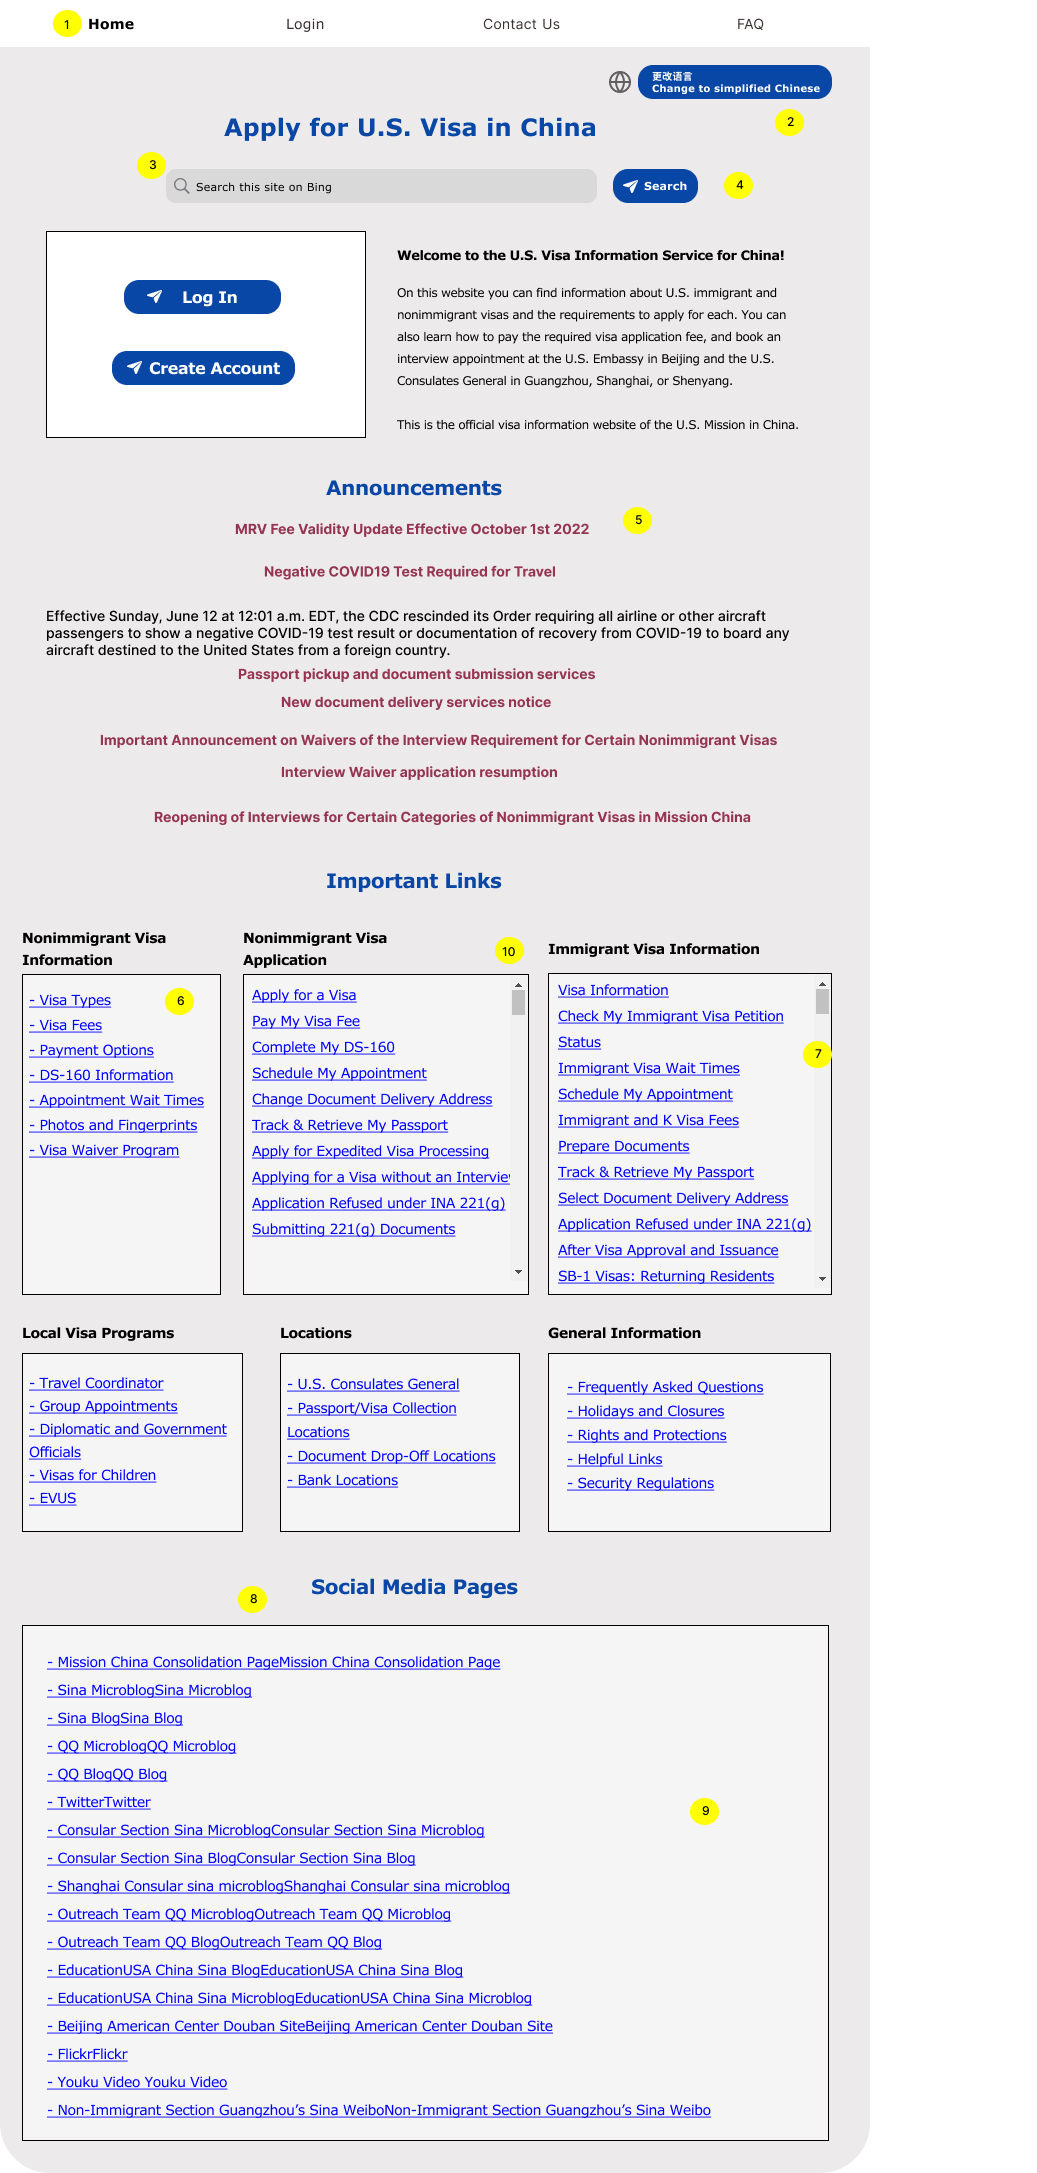 1 Home Login Contact Us FAQ
更改语言
Change to simplified Chinese
Apply for U.S. Visa in China
2
3
Search this site on Bing Search 4
Log In
Create Account
Welcome to the U.S. Visa Information Service for China!
On this website you can find information about U.S. immigrant and
nonimmigrant visas and the requirements to apply for each. You can
also learn how to pay the required visa application fee, and book an
interview appointment at the U.S. Embassy in Beijing and the U.S.
Consulates General in Guangzhou, Shanghai, or Shenyang.
This is the official visa information website of the U.S. Mission in China.
Announcements
MRV Fee Validity Update Effective October 1st 2022 5
Negative COVID19 Test Required for Travel
Effective Sunday, June 12 at 12:01 a.m. EDT, the CDC rescinded its Order requiring all airline or other aircraft
passengers to show a negative COVID-19 test result or documentation of recovery from COVID-19 to board any
aircraft destined to the United States from a foreign country.
Passport pickup and document submission services
New document delivery services notice
Important Announcement on Waivers of the Interview Requirement for Certain Nonimmigrant Visas
Interview Waiver application resumption
Reopening of Interviews for Certain Categories of Nonimmigrant Visas in Mission China
Important Links
Nonimmigrant Visa
Information
- Visa Types 6
- Visa Fees
- Payment Options
- DS-160 Information
- Appointment Wait Times
- Photos and Fingerprints
- Visa Waiver Program
Nonimmigrant Visa
Application
10
Apply for a Visa
Pay My Visa Fee
Complete My DS-160
Schedule My Appointment
Change Document Delivery Address
Track & Retrieve My Passport
Apply for Expedited Visa Processing
Applying for a Visa without an Intervie
Application Refused under INA 221(g)
Submitting 221(g) Documents
Immigrant Visa Information
Visa Information
Check My Immigrant Visa Petition
Status
7
Immigrant Visa Wait Times
Schedule My Appointment
Immigrant and K Visa Fees
Prepare Documents
Track & Retrieve My Passport
Select Document Delivery Address
Application Refused under INA 221(g)
After Visa Approval and Issuance
SB-1 Visas: Returning Residents
Local Visa Programs
- Travel Coordinator
- Group Appointments
- Diplomatic and Government
Officials
- Visas for Children
- EVUS
Locations
- U.S. Consulates General
- Passport/Visa Collection
Locations
- Document Drop-Off Locations
- Bank Locations
General Information
- Frequently Asked Questions
- Holidays and Closures
- Rights and Protections
- Helpful Links
- Security Regulations
Social Media Pages
8
- Mission China Consolidation PageMission China Consolidation Page
- Sina MicroblogSina Microblog
- Sina BlogSina Blog
- QQ MicroblogQQ Microblog
- QQ BlogQQ Blog
- TwitterTwitter
9
- Consular Section Sina MicroblogConsular Section Sina Microblog
- Consular Section Sina BlogConsular Section Sina Blog
- Shanghai Consular sina microblogShanghai Consular sina microblog
- Outreach Team QQ MicroblogOutreach Team QQ Microblog
- Outreach Team QQ BlogOutreach Team QQ Blog
- EducationUSA China Sina BlogEducationUSA China Sina Blog
- EducationUSA China Sina MicroblogEducationUSA China Sina Microblog
- Beijing American Center Douban SiteBeijing American Center Douban Site
- FlickrFlickr
- Youku Video Youku Video
- Non-Immigrant Section Guangzhou’s Sina WeiboNon-Immigrant Section Guangzhou’s Sina Weibo